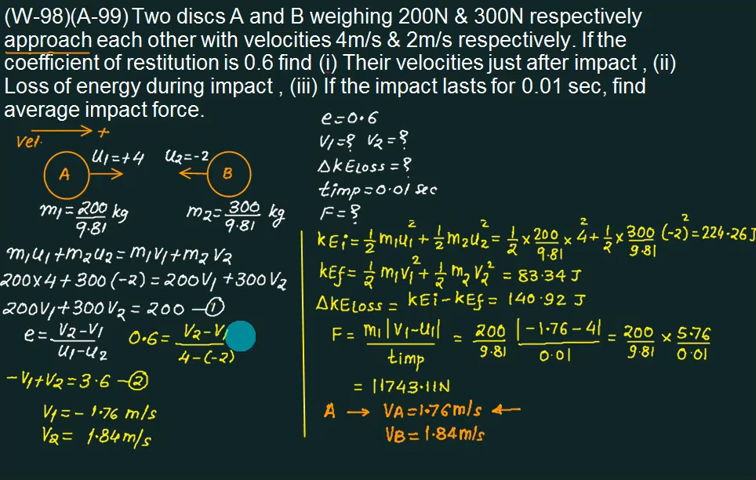 (W-98)(A-99) Two discs A and B weighing 200N & 300N respectively
approach each other with velocities 4m/s & 2m/s respectively. If the
coefficient of restitution is 0.6 find (i) Their velocities just after impact , (ii)
Loss of energy during impact , (iii) If the impact lasts for 0.01 sec, find
average impact force.
Vel. +
u₁=+4 u₂=-2
A B
m₁=200/9.81 kg m₂=300/9.81 kg
m₁u₁+m₂u₂=m₁v₁+m₂v₂
200×4+300(-2)=200v₁+300v₂
200v₁+300v₂=200 —①
e=(v₂-v₁)/(u₁-u₂) 0.6=(v₂-v₁)/(4-(-2))
-v₁+v₂=3.6 —②
v₁=-1.76 m/s
v₂= 1.84 m/s
e=0.6
v₁=? v₂=?
ΔKELoss=?
timp=0.01 sec
F=?
KEi=1/2 m₁u₁²+1/2 m₂u₂²=1/2×200/9.81×4²+1/2×300/9.81(-2)²=224.26J
KEf=1/2 m₁v₁²+1/2 m₂v₂²=83.34J
ΔKELoss=KEi-KEf=140.92 J
F=m₁|v₁-u₁|/timp=200/9.81 |-1.76-4|/0.01=200/9.81×5.76/0.01
=11743.11N
A → VA=1.76m/s ←
VB=1.84m/s